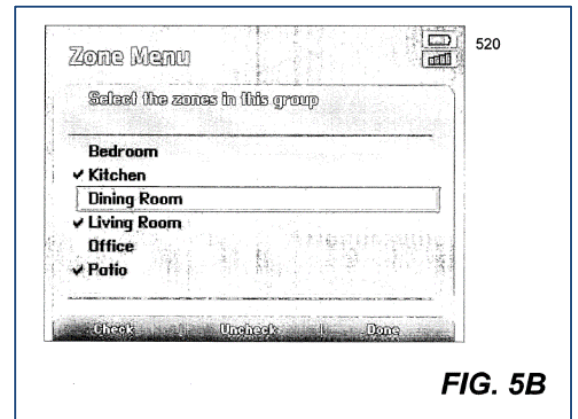 520
Zone Menu
Select the zones in this group
Bedroom
✓ Kitchen
Dining Room
✓ Living Room
Office
✓ Patio
Check Uncheck Done
FIG. 5B